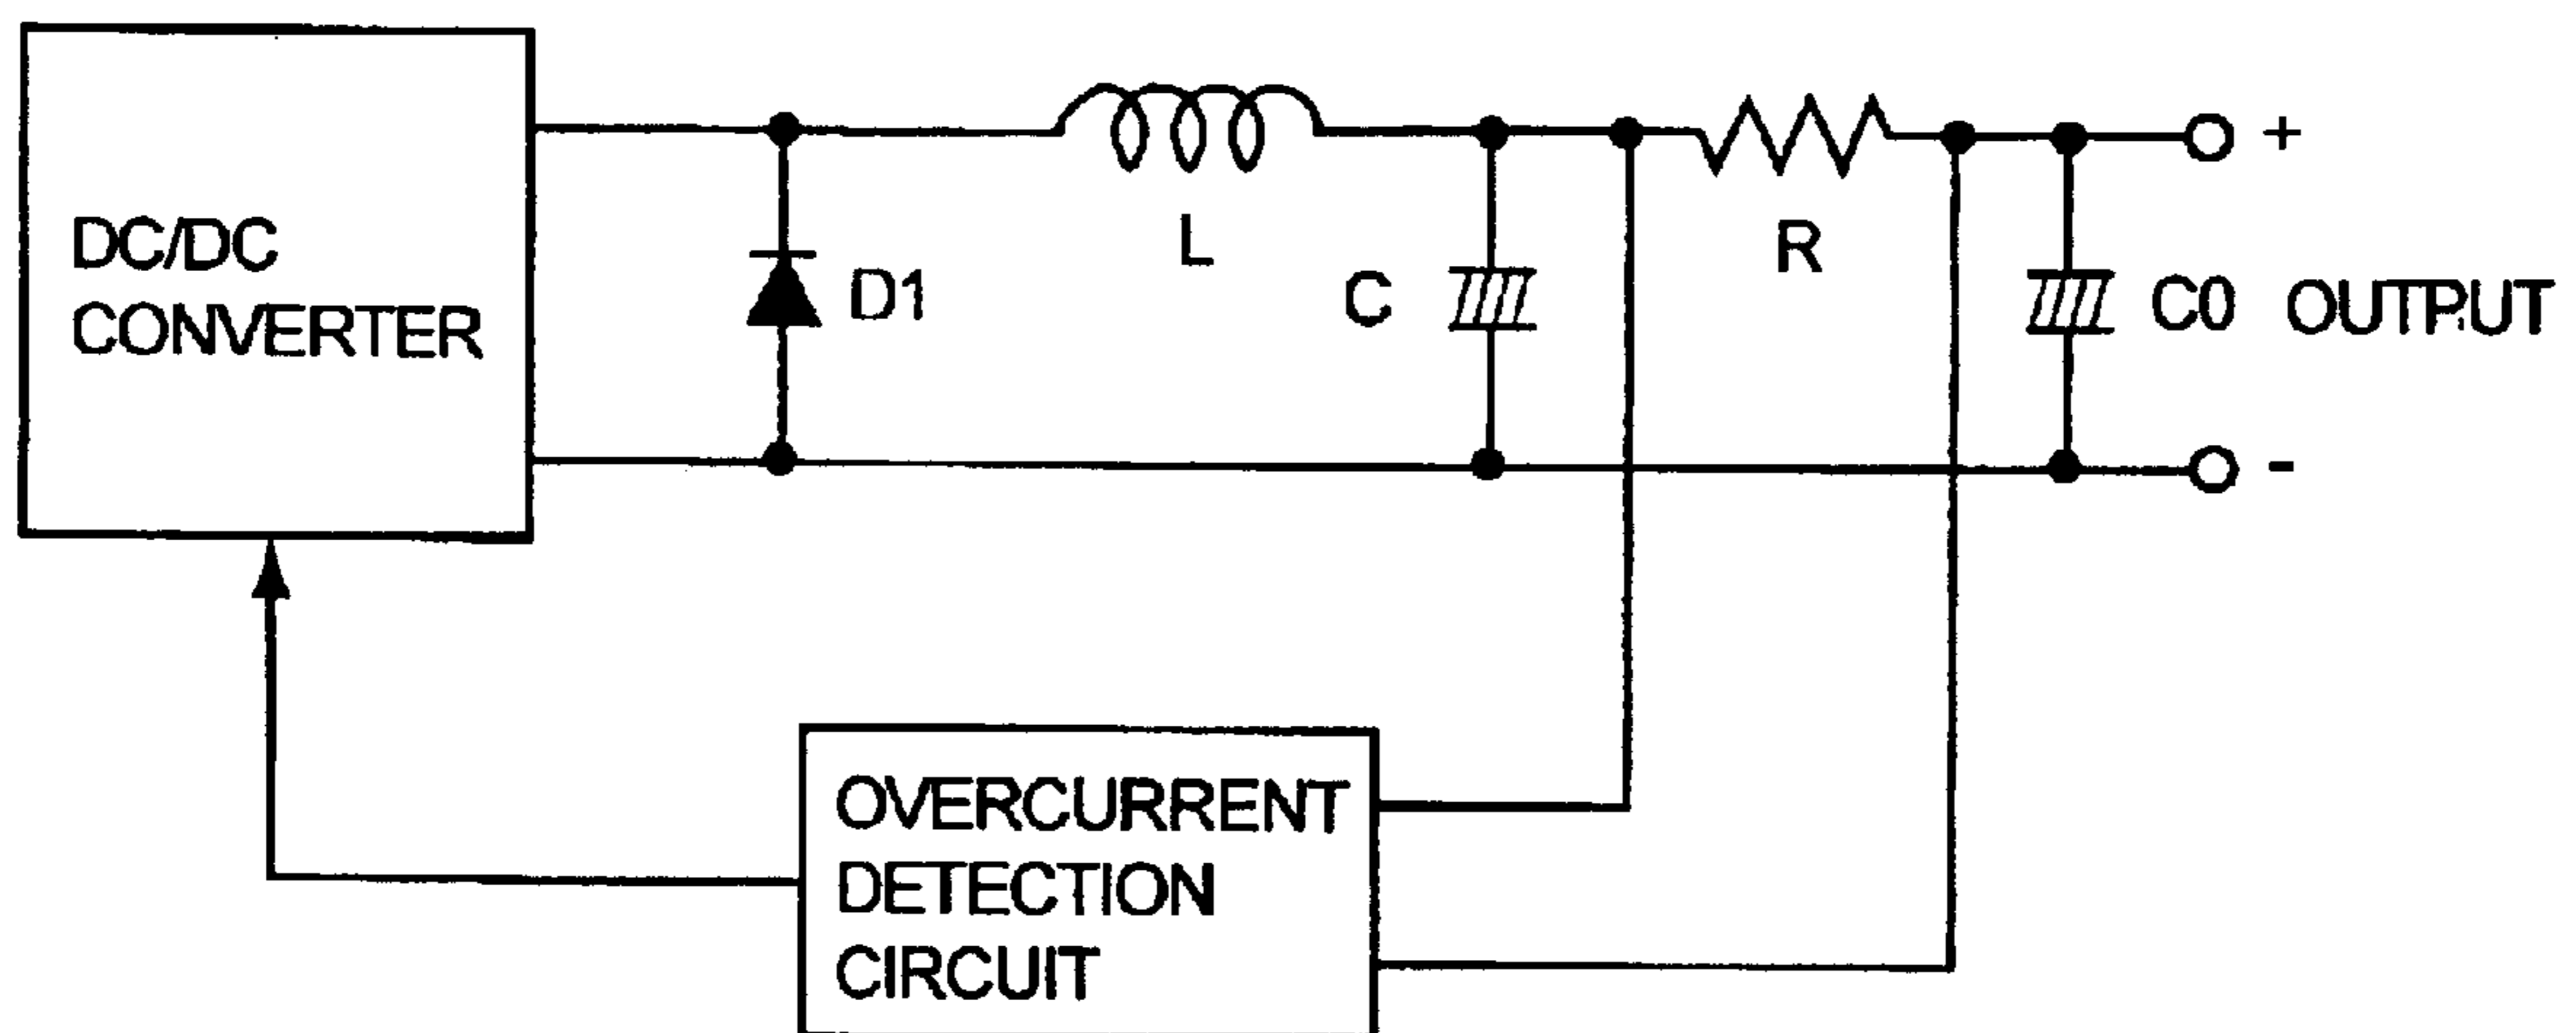 DC/DC
CONVERTER
D1
L
C
R
C0
+
OUTPUT
-
OVERCURRENT
DETECTION
CIRCUIT